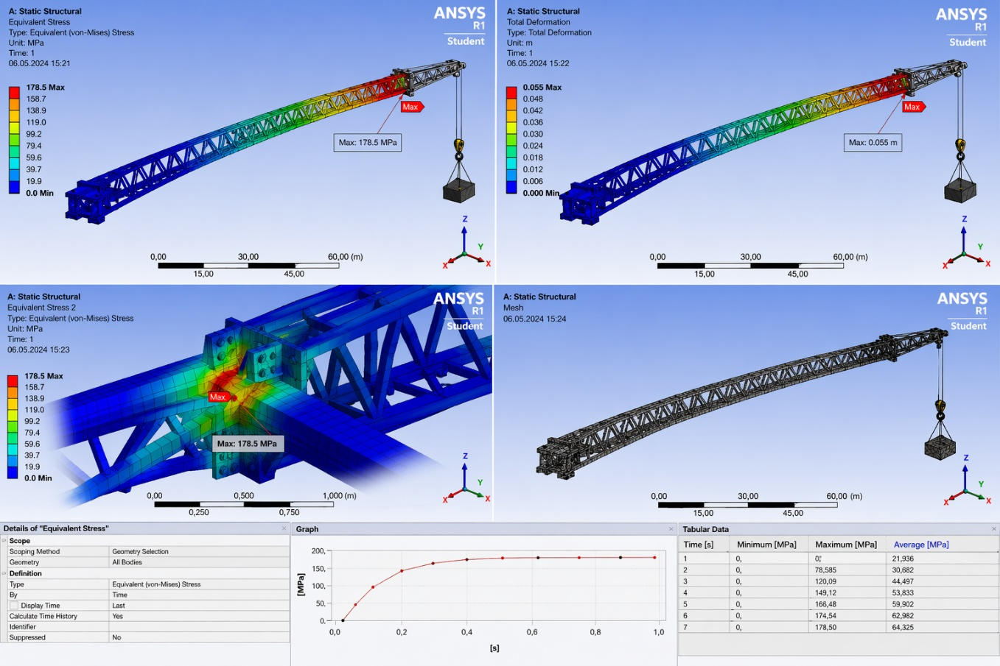 A: Static Structural
Equivalent Stress
Type: Equivalent (von-Mises) Stress
Unit: MPa
Time: 1
06.05.2024 15:21
ANSYS
R1
Student
178.5 Max
158.7
138.9
119.0
99.2
79.4
59.6
39.7
19.9
0.0 Min
Max
Max: 178.5 MPa
Z
Y
X
X
0,00
30,00
60,00 (m)
15,00
45,00
A: Static Structural
Total Deformation
Type: Total Deformation
Unit: m
Time: 1
06.05.2024 15:22
ANSYS
R1
Student
0.055 Max
0.048
0.042
0.036
0.030
0.024
0.018
0.012
0.006
0.000 Min
Max
Max: 0.055 m
Z
Y
X
X
0,00
30,00
60,00 (m)
15,00
45,00
A: Static Structural
Equivalent Stress 2
Type: Equivalent (von-Mises) Stress
Unit: MPa
Time: 1
06.05.2024 15:23
ANSYS
R1
Student
178.5 Max
158.7
138.9
119.0
99.2
79.4
59.6
39.7
19.9
0.0 Min
Max
Max: 178.5 MPa
Z
Y
X
X
0,00
0,500
1,000 (m)
0,250
0,750
A: Static Structural
Mesh
06.05.2024 15:24
ANSYS
R1
Student
Z
Y
X
X
0,00
30,00
60,00 (m)
15,00
45,00
Details of "Equivalent Stress"
Scope
Scoping Method Geometry Selection
Geometry All Bodies
Definition
Type Equivalent (von-Mises) Stress
By Time
Display Time Last
Calculate Time History Yes
Identifier
Suppressed No
Graph
200,
150,
100,
50,
0,
[MPa]
0,0 0,2 0,4 0,6 0,8 1,0
[s]
Tabular Data
Time [s] Minimum [MPa] Maximum [MPa] Average [MPa]
1 0, 0, 21,936
2 0, 78,585 30,682
3 0, 120,09 44,497
4 0, 149,12 53,833
5 0, 166,48 59,902
6 0, 174,54 62,982
7 0, 178,50 64,325